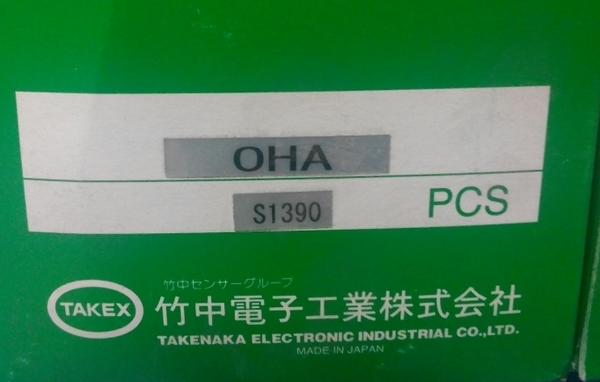 OHA
S1390
PCS
竹中センサーグループ
TAKEX
竹中電子工業株式会社
TAKENAKA ELECTRONIC INDUSTRIAL CO.,LTD.
MADE IN JAPAN